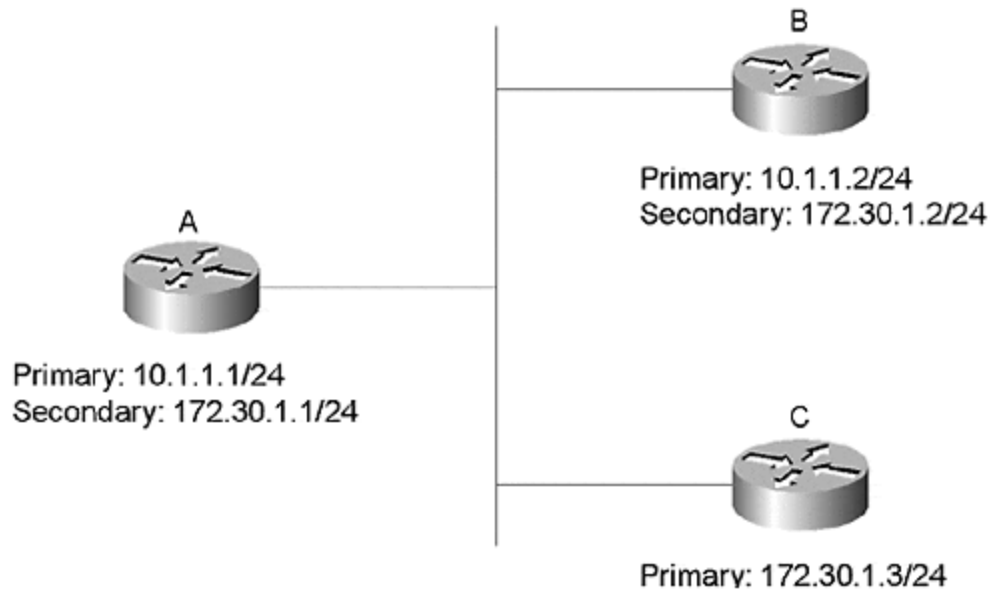 B
Primary: 10.1.1.2/24
Secondary: 172.30.1.2/24
A
Primary: 10.1.1.1/24
Secondary: 172.30.1.1/24
C
Primary: 172.30.1.3/24